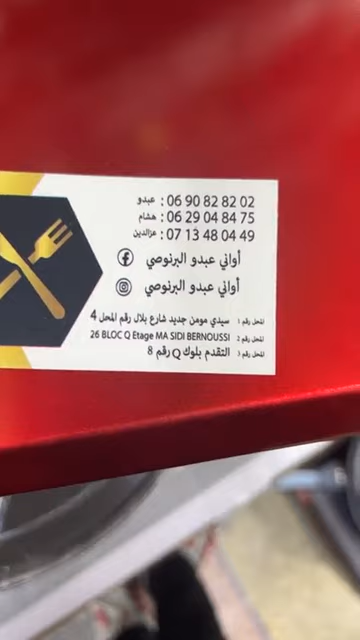 عبدو : 06 90 82 82 02
هشام : 06 29 04 84 75
عزالدين : 07 13 48 04 49
أواني عبدو البرنوصي
أواني عبدو البرنوصي
المحل رقم 1 سيدي مومن جديد شارع بلال رقم المحل 4
المحل رقم 2 26 BLOC Q Etage MA SIDI BERNOUSSI
المحل رقم 3 التقدم بلوك Q رقم 8